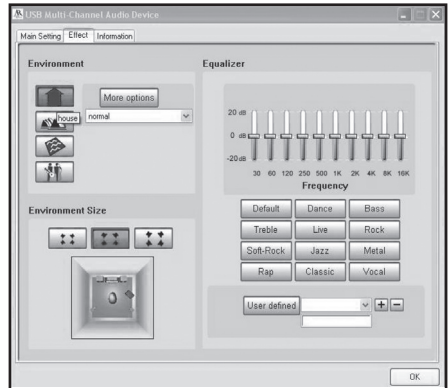 USB Multi-Channel Audio Device
Main Setting Effect Information
Environment
More options
house
normal
Environment Size
Equalizer
20 dB
0 dB
-20dB
30 60 120 250 500 1K 2K 4K 8K 16K
Frequency
Default Dance Bass
Treble Live Rock
Soft-Rock Jazz Metal
Rap Classic Vocal
User defined
OK